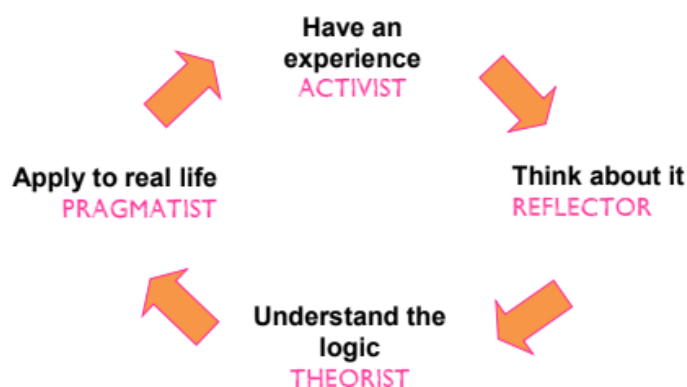 Have an
experience
ACTIVIST
Think about it
REFLECTOR
Understand the
logic
THEORIST
Apply to real life
PRAGMATIST